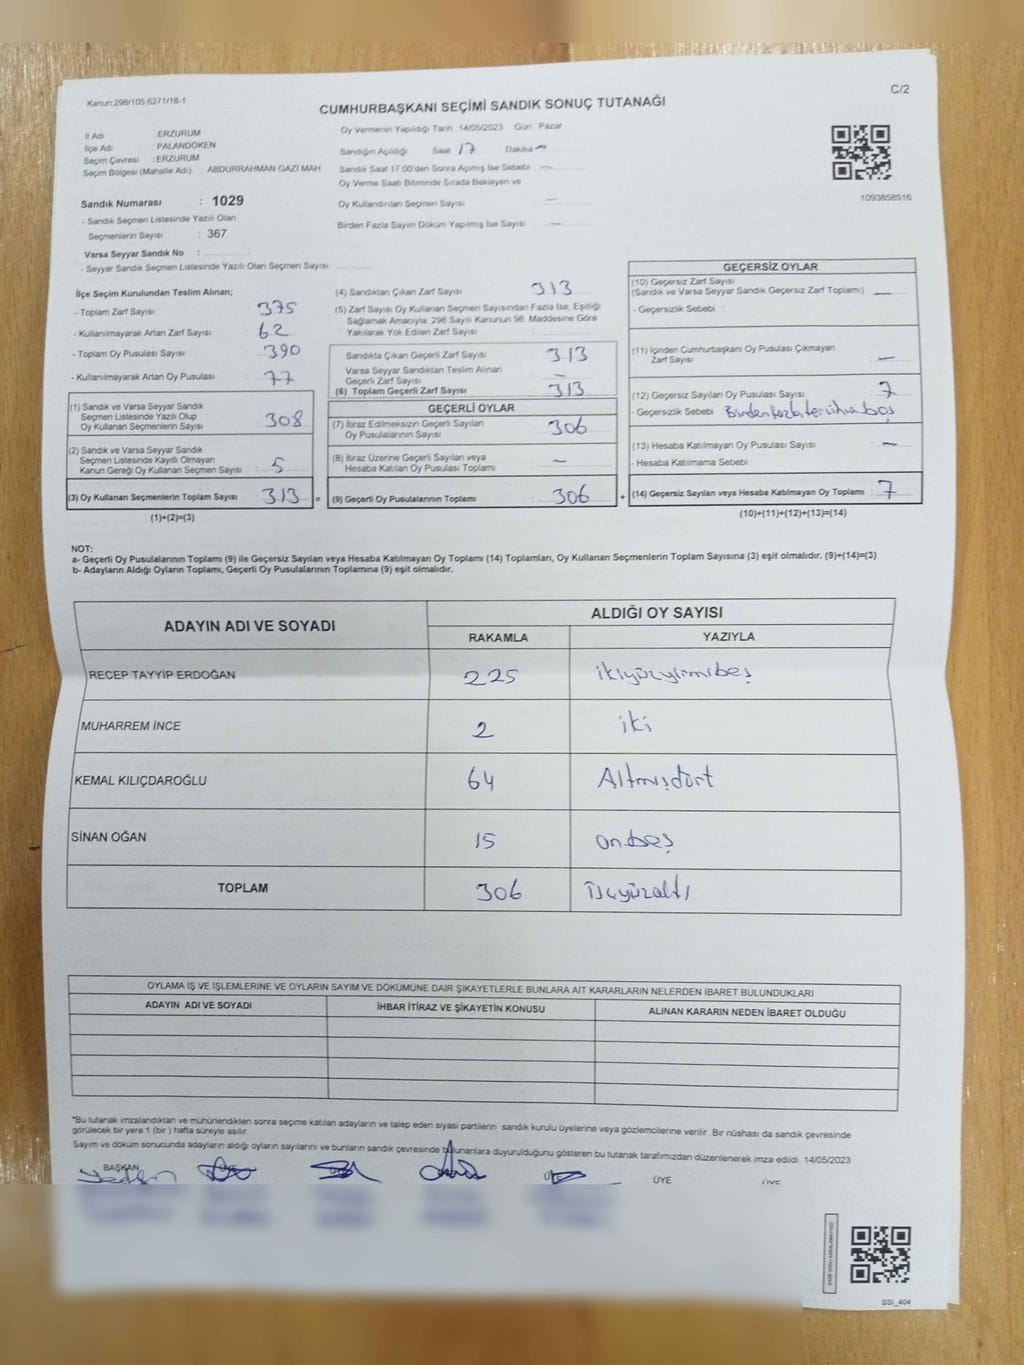 Kanun:298/105;6271/18-1
C/2
CUMHURBAŞKANI SEÇİMİ SANDIK SONUÇ TUTANAĞI
İl Adı : ERZURUM
İlçe Adı : PALANDÖKEN
Seçim Çevresi : ERZURUM
Seçim Bölgesi (Mahalle Adı) : ABDURRAHMAN GAZİ MAH
Sandık Numarası : 1029
- Sandık Seçmen Listesinde Yazılı Olan
Seçmenlerin Sayısı : 367
Varsa Seyyar Sandık No :
- Seyyar Sandık Seçmen Listesinde Yazılı Olan Seçmen Sayısı
Oy Vermenin Yapıldığı Tarih 14/05/2023 Gün Pazar
Sandığın Açıldığı Saat 17 Dakika -
Sandık Saat 17.00'den Sonra Açımış İse Sebebi -
Oy Verme Saati Bitiminde Sırada Bekleyen ve
Oy Kullandırılan Seçmen Sayısı -
Birden Fazla Sayım Döküm Yapılmış İse Sayısı -
1093858516
İlçe Seçim Kurulundan Teslim Alınan;
- Toplam Zarf Sayısı 375
- Kullanılmayarak Artan Zarf Sayısı 62
- Toplam Oy Pusulası Sayısı 390
- Kullanılmayarak Artan Oy Pusulası 77
(1) Sandık ve Varsa Seyyar Sandık
Seçmen Listesinde Yazılı Olup
Oy Kullanan Seçmenlerin Sayısı 308
(2) Sandık ve Varsa Seyyar Sandık
Seçmen Listesinde Kayıtlı Olmayan
Kanun Gereği Oy Kullanan Seçmen Sayısı 5
(3) Oy Kullanan Seçmenlerin Toplam Sayısı 313 =
(1)+(2)=(3)
(4) Sandıktan Çıkan Zarf Sayısı 313
(5) Zarf Sayısı Oy Kullanan Seçmen Sayısından Fazla İse, Eşitliği
Sağlamak Amacıyla; 298 Sayılı Kanunun 98. Maddesine Göre
Yakılarak Yok Edilen Zarf Sayısı
Sandıkta Çıkan Geçerli Zarf Sayısı 313
Varsa Seyyar Sandıktan Teslim Alınan
Geçerli Zarf Sayısı -
(6) Toplam Geçerli Zarf Sayısı 313
GEÇERLİ OYLAR
(7) İtiraz Edilmeksizin Geçerli Sayılan
Oy Pusulalarının Sayısı 306
(8) İtiraz Üzerine Geçerli Sayılan veya
Hesaba Katılan Oy Pusulası Toplamı -
(9) Geçerli Oy Pusulalarının Toplamı 306 +
GEÇERSİZ OYLAR
(10) Geçersiz Zarf Sayısı
(Sandık ve Varsa Seyyar Sandık Geçersiz Zarf Toplamı) -
- Geçersizlik Sebebi :
(11) İçinden Cumhurbaşkanı Oy Pusulası Çıkmayan
Zarf Sayısı -
(12) Geçersiz Sayılan Oy Pusulası Sayısı 7
- Geçersizlik Sebebi Birden fazla tercih ve boş
(13) Hesaba Katılmayan Oy Pusulası Sayısı -
- Hesaba Katılmama Sebebi
(14) Geçersiz Sayılan veya Hesaba Katılmayan Oy Toplamı : 7
(10)+(11)+(12)+(13)=(14)
NOT:
a- Geçerli Oy Pusulalarının Toplamı (9) ile Geçersiz Sayılan veya Hesaba Katılmayan Oy Toplamı (14) Toplamları, Oy Kullanan Seçmenlerin Toplam Sayısına (3) eşit olmalıdır. (9)+(14)=(3)
b- Adayların Aldığı Oyların Toplamı, Geçerli Oy Pusulalarının Toplamına (9) eşit olmalıdır.
ADAYIN ADI VE SOYADI
ALDIĞI OY SAYISI
RAKAMLA YAZIYLA
RECEP TAYYİP ERDOĞAN 225 ikiyüzyirmibeş
MUHARREM İNCE 2 iki
KEMAL KILIÇDAROĞLU 64 Altmışdört
SİNAN OĞAN 15 onbeş
TOPLAM 306 üçyüzaltı
OYLAMA İŞ VE İŞLEMLERİNE VE OYLARIN SAYIM VE DÖKÜMÜNE DAİR ŞİKAYETLERLE BUNLARA AİT KARARLARIN NELERDEN İBARET BULUNDUKLARI
ADAYIN ADI VE SOYADI İHBAR İTİRAZ VE ŞİKAYETİN KONUSU ALINAN KARARIN NEDEN İBARET OLDUĞU
"Bu tutanak imzalandıktan ve mühürlendikten sonra seçime katılan adayların ve talep eden siyasi partilerin sandık kurulu üyelerine veya gözlemcilerine verilir. Bir nüshası da sandık çevresinde
görülecek bir yere 1 (bir) hafta süreyle asılır.
Sayım ve döküm sonucunda adayların aldığı oyların sayılarını ve bunların sandık çevresinde bulunanlara duyurulduğunu gösteren bu tutanak tarafımızdan düzenlenerek imza edildi. 14/05/2023
BAŞKAN ÜYE ÜYE ÜYE
SSİ_404